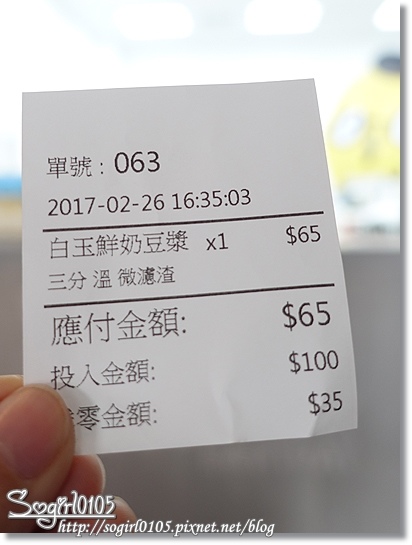 單號：063
2017-02-26 16:35:03
白玉鮮奶豆漿 x1 $65
三分 溫 微濾渣
應付金額: $65
投入金額: $100
零金額: $35
Sogirl0105
http://sogirl0105.pixnet.net/blog